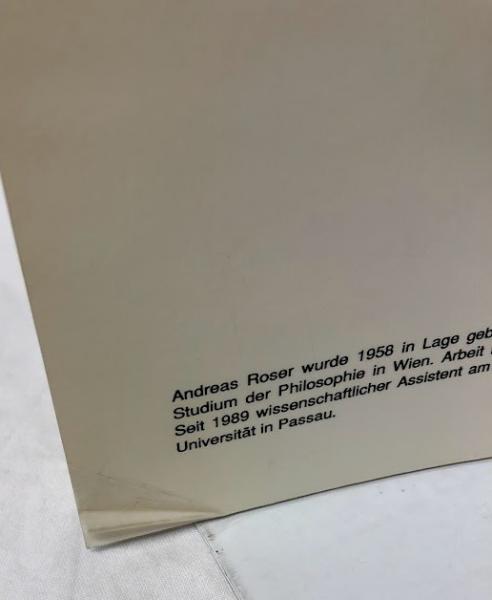 Andreas Roser wurde 1958 in Lage geb
Studium der Philosophie in Wien. Arbeit
Seit 1989 wissenschaftlicher Assistent am
Universität in Passau.